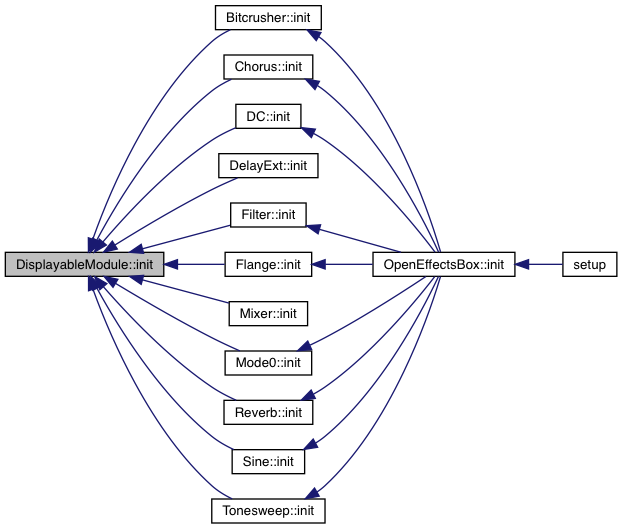 Bitcrusher::init
Chorus::init
DC::init
DelayExt::init
Filter::init
DisplayableModule::init
Flange::init
OpenEffectsBox::init
setup
Mixer::init
Mode0::init
Reverb::init
Sine::init
Tonesweep::init